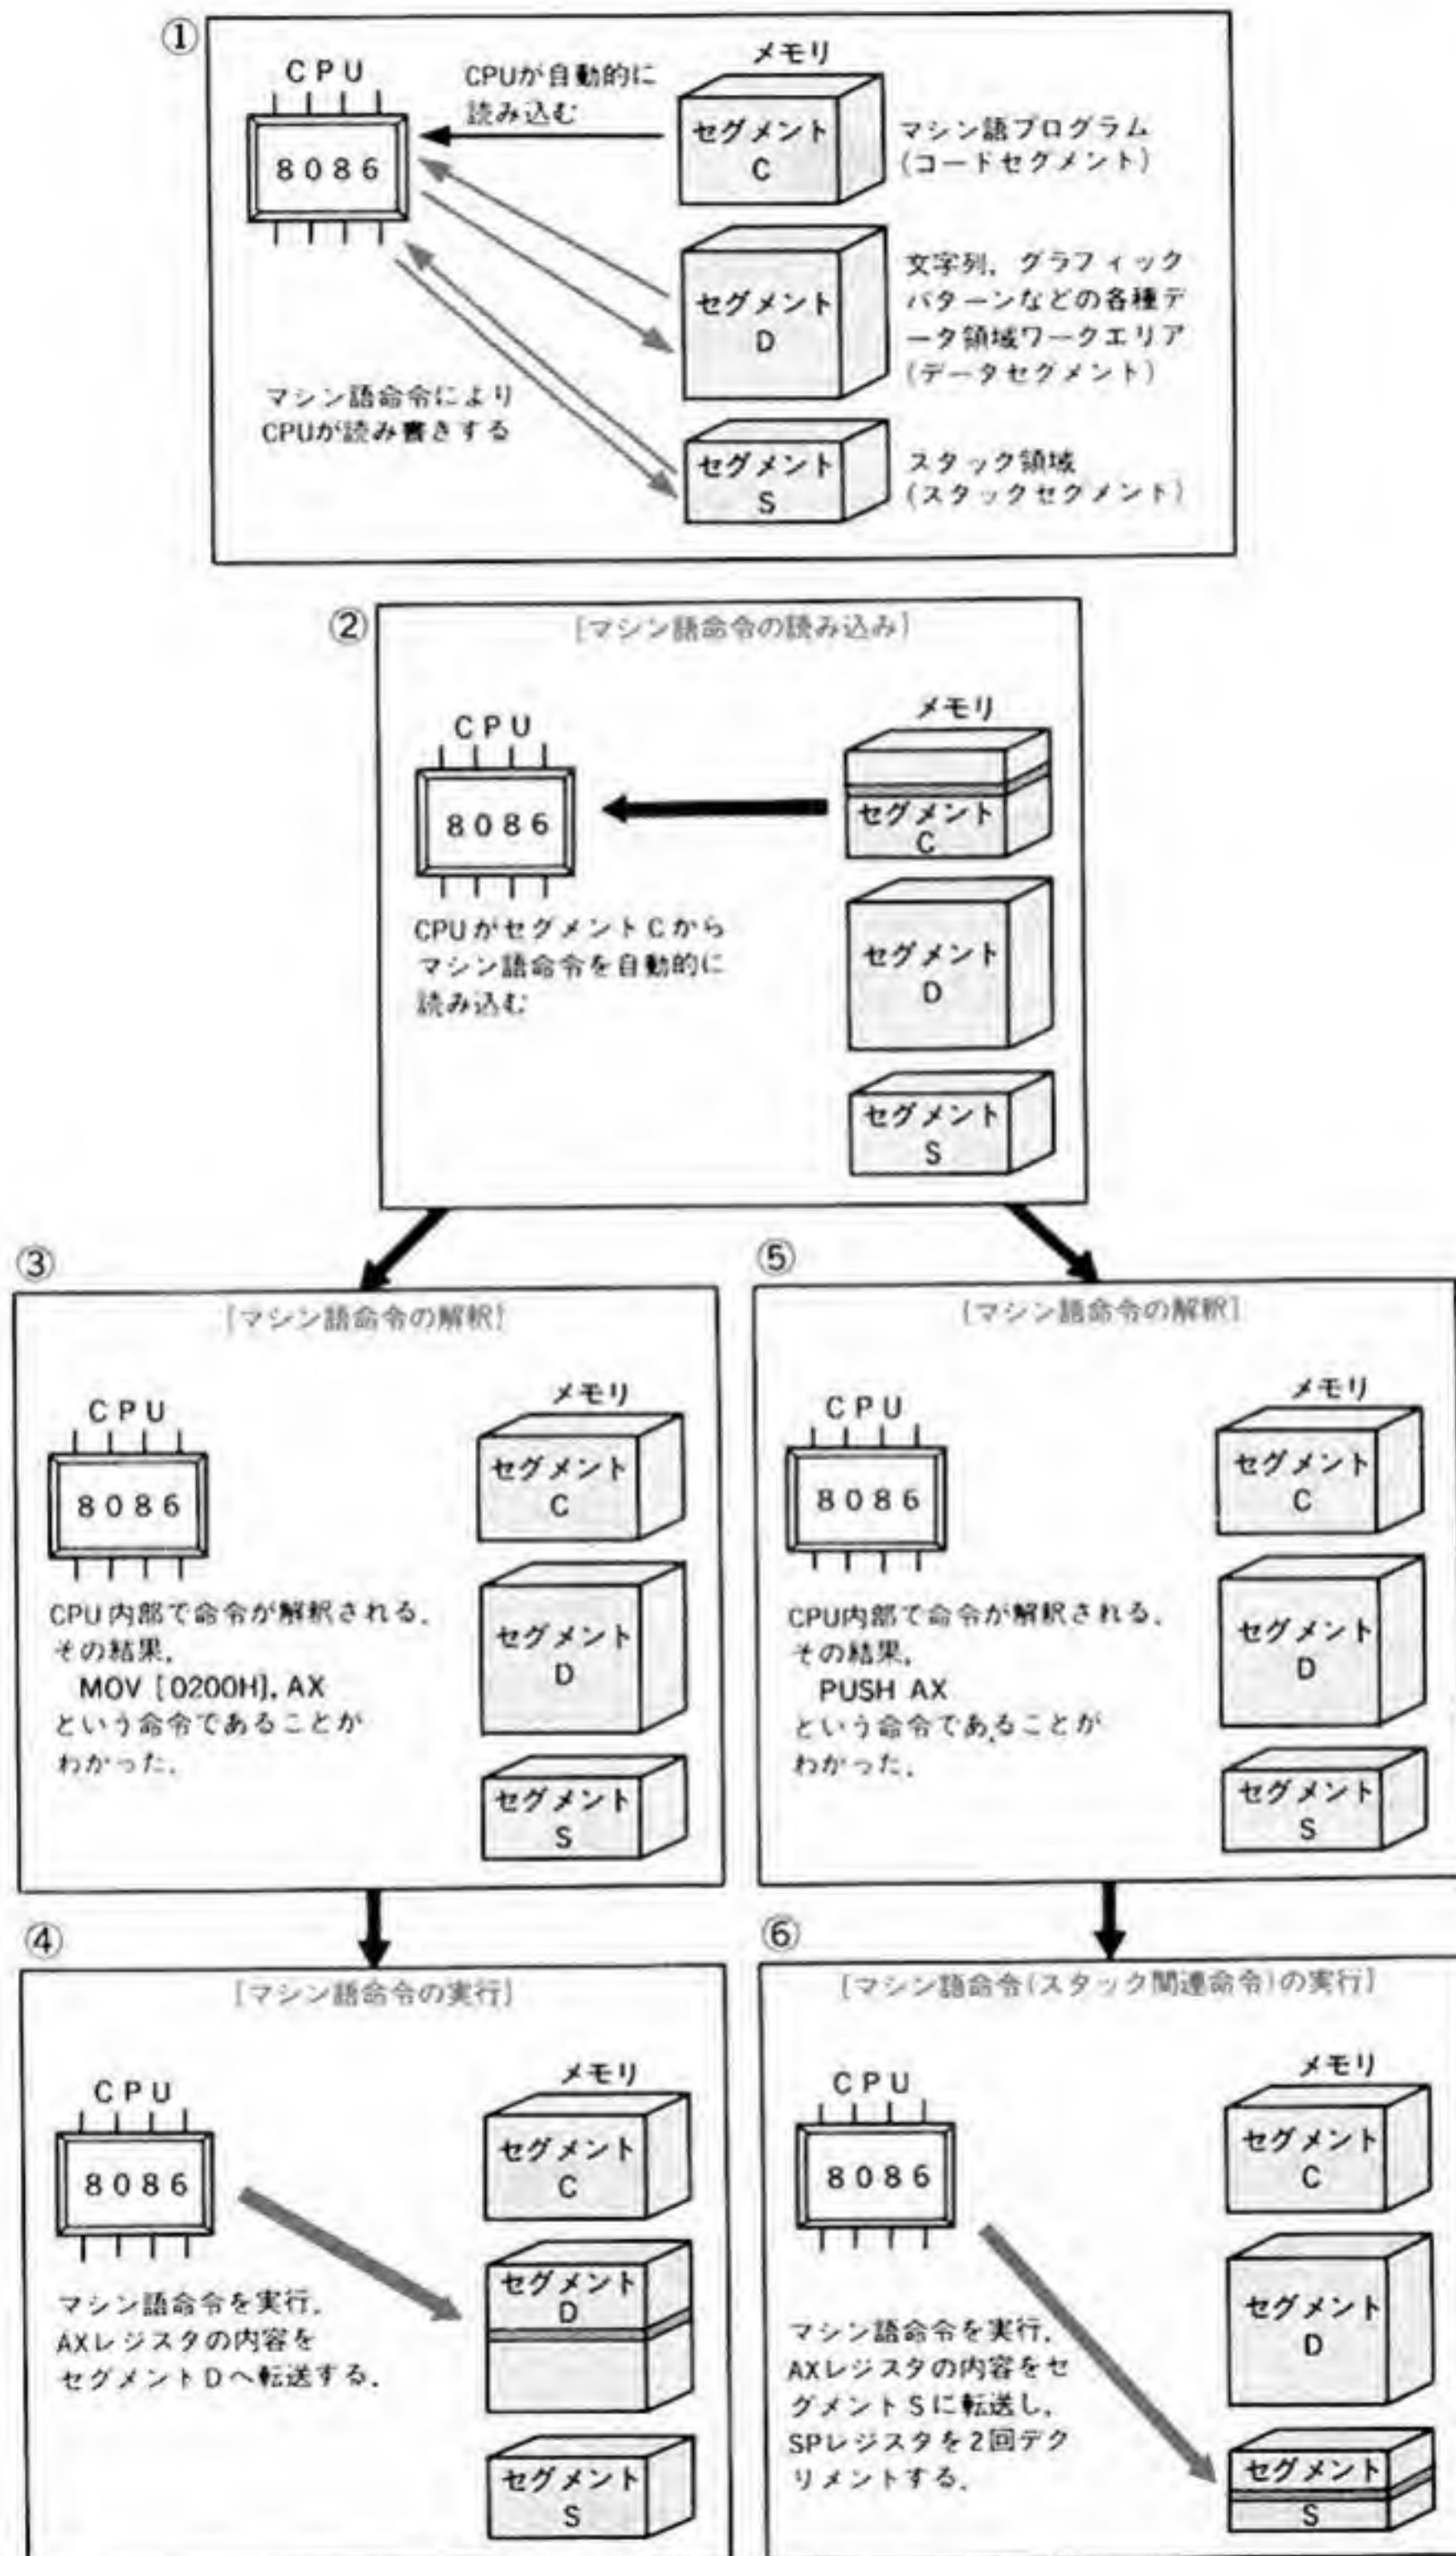 ①
CPU
8086
CPUが自動的に
読み込む
メモリ
セグメント
C
マシン語プログラム
(コードセグメント)
セグメント
D
文字列，グラフィック
パターンなどの各種デ
ータ領域ワークエリア
(データセグメント)
マシン語命令により
CPUが読み書きする
セグメント
S
スタック領域
(スタックセグメント)
②
[マシン語命令の読み込み]
CPU
8086
メモリ
セグメント
C
CPUがセグメントCから
マシン語命令を自動的に
読み込む
セグメント
D
セグメント
S
③
[マシン語命令の解釈]
CPU
8086
メモリ
セグメント
C
CPU内部で命令が解釈される．
その結果，
MOV [0200H], AX
という命令であることが
わかった．
セグメント
D
セグメント
S
⑤
[マシン語命令の解釈]
CPU
8086
メモリ
セグメント
C
CPU内部で命令が解釈される．
その結果，
PUSH AX
という命令であることが
わかった．
セグメント
D
セグメント
S
④
[マシン語命令の実行]
CPU
8086
メモリ
セグメント
C
マシン語命令を実行．
AXレジスタの内容を
セグメントDへ転送する．
セグメント
D
セグメント
S
⑥
[マシン語命令(スタック関連命令)の実行]
CPU
8086
メモリ
セグメント
C
マシン語命令を実行．
AXレジスタの内容をセ
グメントSに転送し，
SPレジスタを2回デク
リメントする．
セグメント
D
セグメント
S